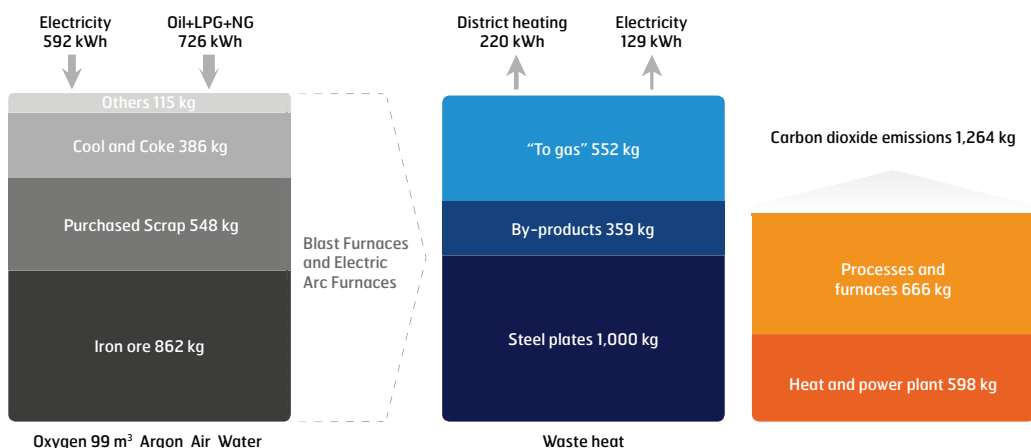 Electricity
592 kWh
Oil+LPG+NG
726 kWh
Others 115 kg
Cool and Coke 386 kg
Purchased Scrap 548 kg
Iron ore 862 kg
Oxygen 99 m³ Argon Air Water
Blast Furnaces
and Electric
Arc Furnaces
District heating
220 kWh
Electricity
129 kWh
“To gas” 552 kg
By-products 359 kg
Steel plates 1,000 kg
Waste heat
Carbon dioxide emissions 1,264 kg
Processes and
furnaces 666 kg
Heat and power plant 598 kg